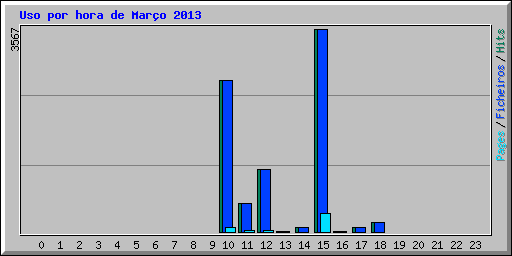 Uso por hora de Março 2013
3567
Pages/Ficheiros/Hits
0 1 2 3 4 5 6 7 8 9 10 11 12 13 14 15 16 17 18 19 20 21 22 23